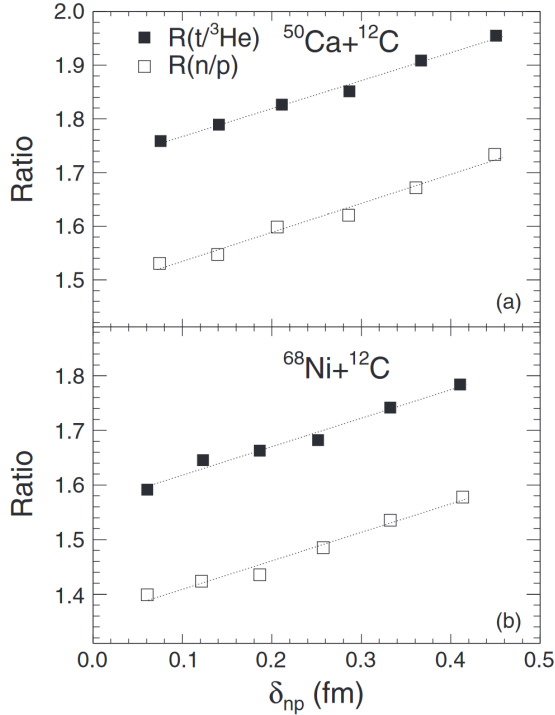 2.0
R(t/³He)
⁵⁰Ca+¹²C
R(n/p)
1.9
1.8
1.7
1.6
1.5
Ratio
(a)
⁶⁸Ni+¹²C
1.8
1.7
1.6
1.5
1.4
Ratio
(b)
0.0 0.1 0.2 0.3 0.4 0.5
δnp (fm)